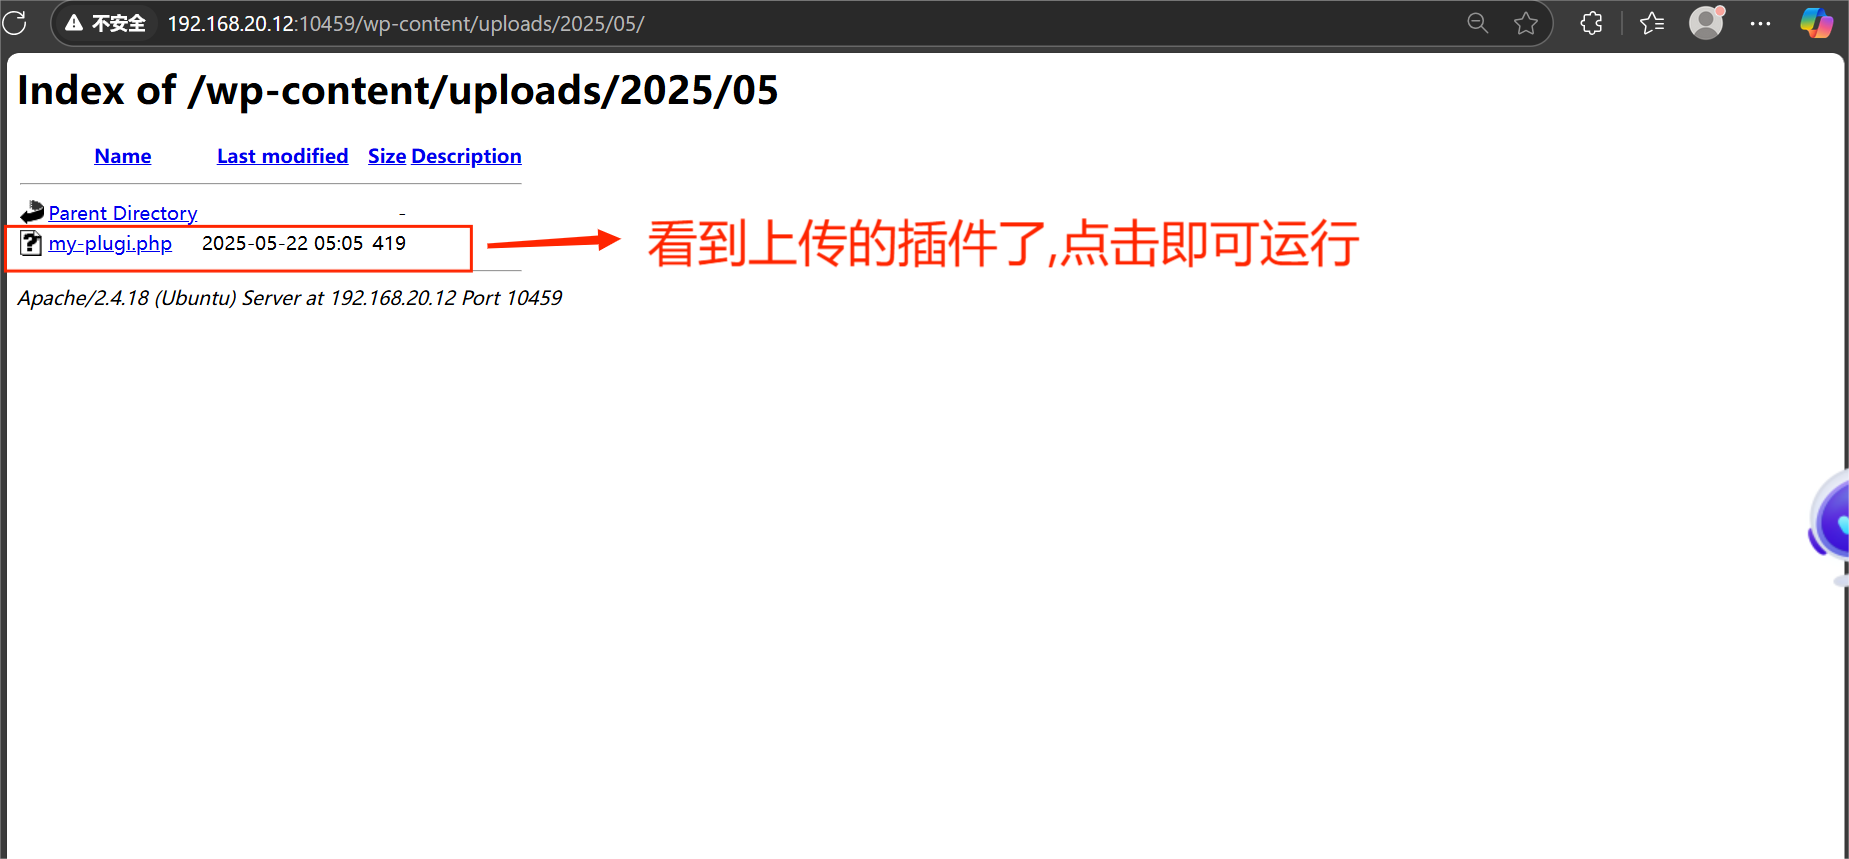 不安全 192.168.20.12:10459/wp-content/uploads/2025/05/
Index of /wp-content/uploads/2025/05
Name Last modified Size Description
Parent Directory -
my-plugi.php 2025-05-22 05:05 419
看到上传的插件了,点击即可运行
Apache/2.4.18 (Ubuntu) Server at 192.168.20.12 Port 10459